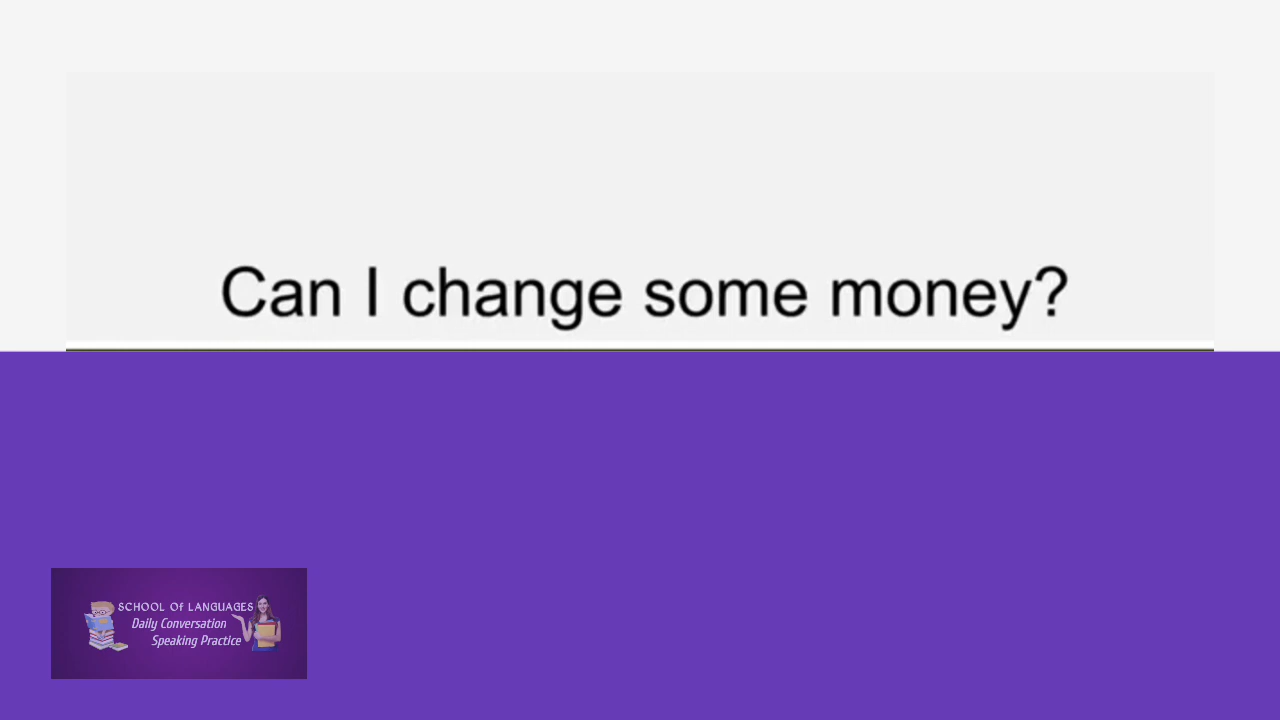 Can I change some money?
SCHOOL Of LANGUAGES
Daily Conversation
Speaking Practice